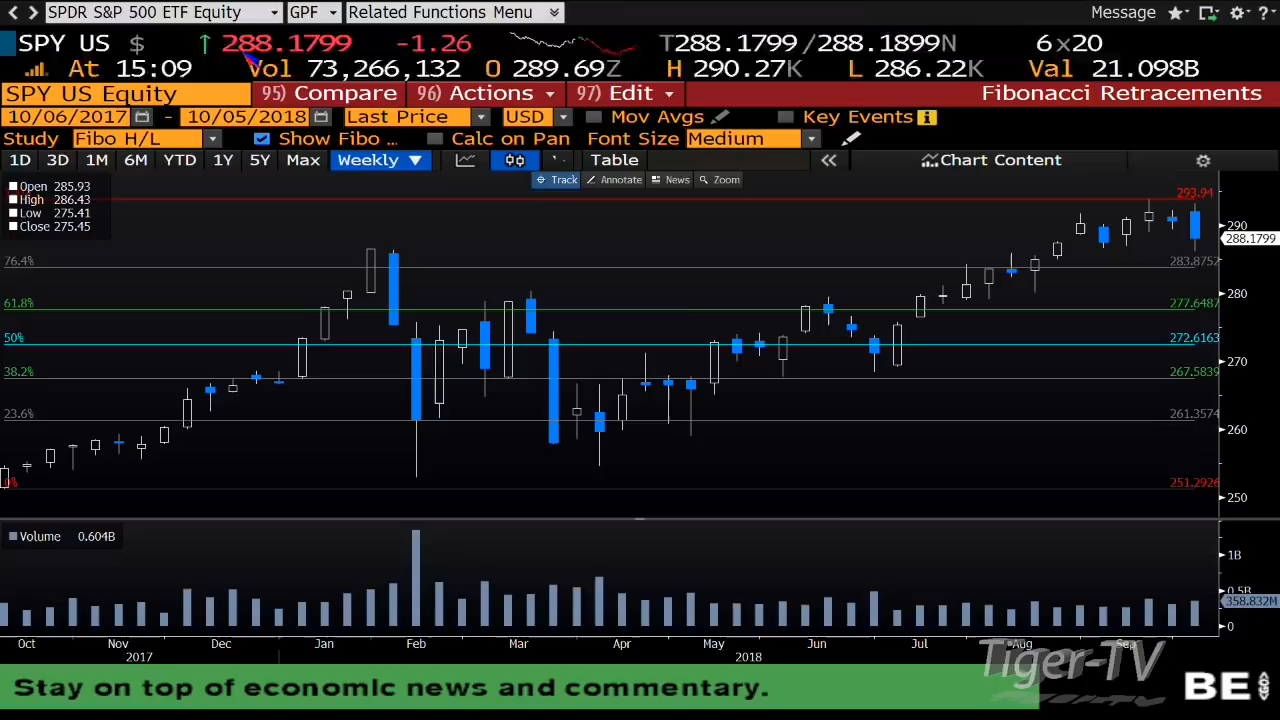 SPDR S&P 500 ETF Equity GPF Related Functions Menu Message ?
SPY US $ ↑ 288.1799 -1.26 T288.1799/288.1899N 6x20
At 15:09 Vol 73,266,132 O 289.69Z H 290.27K L 286.22K Val 21.098B
SPY US Equity 95) Compare 96) Actions 97) Edit Fibonacci Retracements
10/06/2017 - 10/05/2018 Last Price USD Mov Avgs Key Events
Study Fibo H/L Show Fibo ... Calc on Pan Font Size Medium
1D 3D 1M 6M YTD 1Y 5Y Max Weekly ▼ Table « Chart Content
Track Annotate News Zoom
Open 285.93
High 286.43
Low 275.41
Close 275.45
293.94
290
288.1799
76.4% 283.8752
280
61.8% 277.6487
50% 272.6163
270
38.2% 267.5839
23.6% 261.3574
260
0% 251.2926
250
Volume 0.604B
1B
0.5B
358.832M
0
Oct Nov Dec Jan Feb Mar Apr May Jun Jul Aug Sep
2017 2018
Tiger-TV
Stay on top of economic news and commentary.
BE